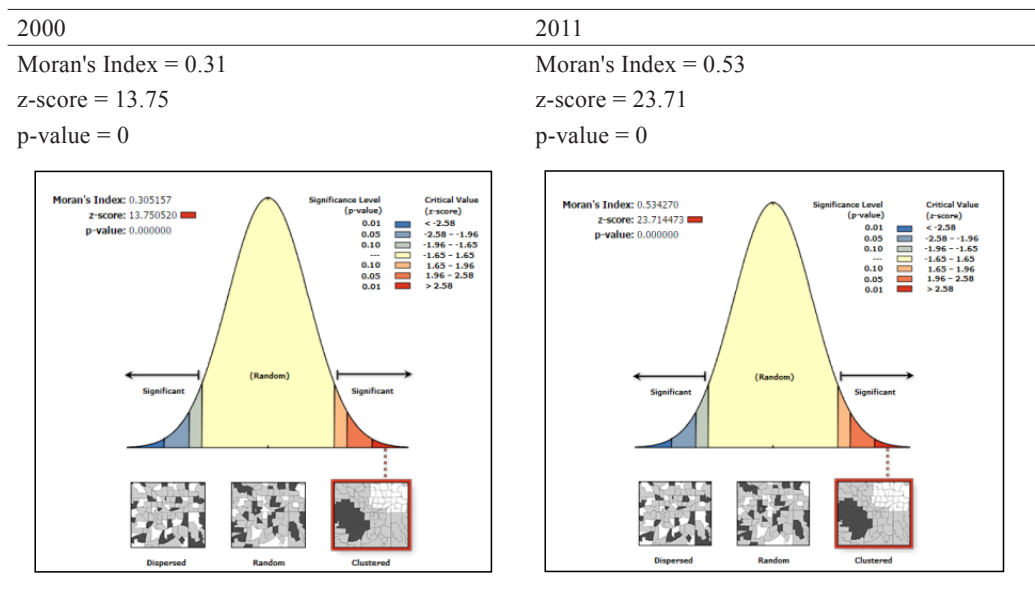 2000
2011
Moran's Index = 0.31
z-score = 13.75
p-value = 0
Moran's Index = 0.53
z-score = 23.71
p-value = 0
Moran's Index: 0.305157
z-score: 13.750520
p-value: 0.000000
Significance Level (p-value)
Critical Value (z-score)
0.01 < -2.58
0.05 -2.58 – -1.96
0.10 -1.96 – -1.65
--- -1.65 – 1.65
0.10 1.65 – 1.96
0.05 1.96 – 2.58
0.01 > 2.58
(Random)
Significant
Significant
Dispersed
Random
Clustered
Moran's Index: 0.534270
z-score: 23.714473
p-value: 0.000000
Significance Level (p-value)
Critical Value (z-score)
0.01 < -2.58
0.05 -2.58 – -1.96
0.10 -1.96 – -1.65
--- -1.65 – 1.65
0.10 1.65 – 1.96
0.05 1.96 – 2.58
0.01 > 2.58
(Random)
Significant
Significant
Dispersed
Random
Clustered